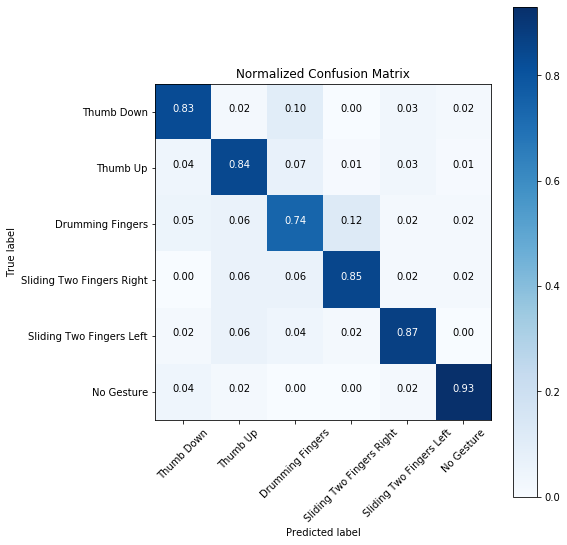 Normalized Confusion Matrix
Thumb Down 0.83 0.02 0.10 0.00 0.03 0.02
Thumb Up 0.04 0.84 0.07 0.01 0.03 0.01
Drumming Fingers 0.05 0.06 0.74 0.12 0.02 0.02
Sliding Two Fingers Right 0.00 0.06 0.06 0.85 0.02 0.02
Sliding Two Fingers Left 0.02 0.06 0.04 0.02 0.87 0.00
No Gesture 0.04 0.02 0.00 0.00 0.02 0.93
True label
Thumb Down
Thumb Up
Drumming Fingers
Sliding Two Fingers Right
Sliding Two Fingers Left
No Gesture
Predicted label
0.8
0.6
0.4
0.2
0.0